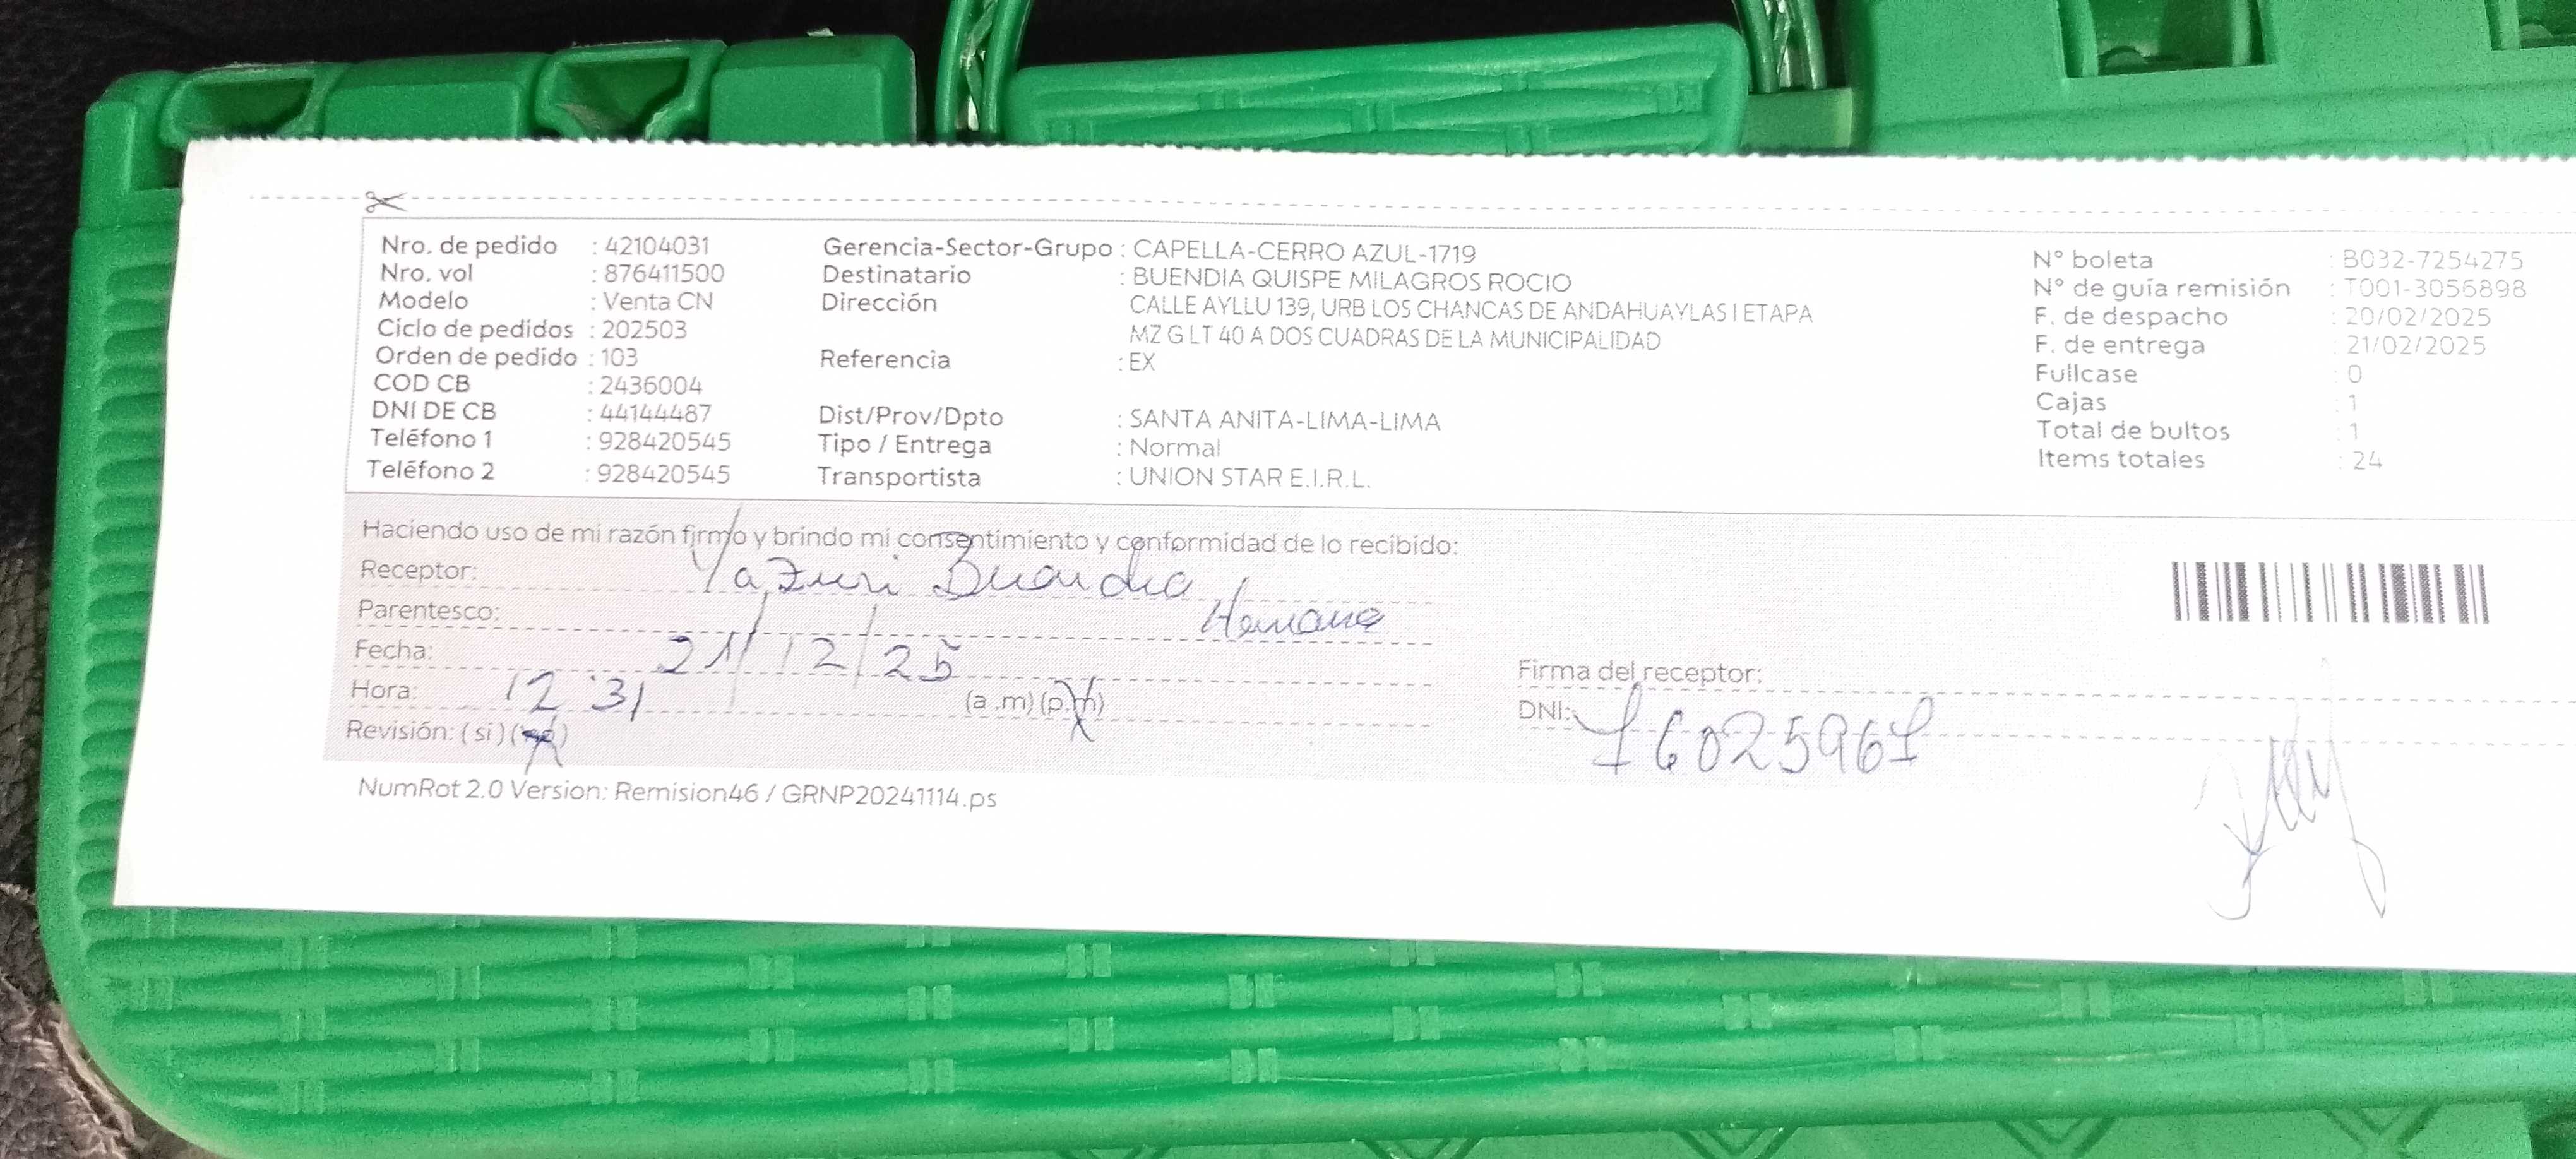 Nro. de pedido : 42104031
Nro. vol : 876411500
Modelo : Venta CN
Ciclo de pedidos : 202503
Orden de pedido : 103
COD CB : 2436004
DNI DE CB : 44144487
Teléfono 1 : 928420545
Teléfono 2 : 928420545
Gerencia-Sector-Grupo : CAPELLA-CERRO AZUL-1719
Destinatario : BUENDIA QUISPE MILAGROS ROCIO
Dirección CALLE AYLLU 139, URB LOS CHANCAS DE ANDAHUAYLAS I ETAPA
MZ G LT 40 A DOS CUADRAS DE LA MUNICIPALIDAD
Referencia : EX
Dist/Prov/Dpto : SANTA ANITA-LIMA-LIMA
Tipo / Entrega : Normal
Transportista : UNION STAR E.I.R.L.
N° boleta : B032-7254275
N° de guía remisión : T001-3056898
F. de despacho : 20/02/2025
F. de entrega : 21/02/2025
Fullcase : 0
Cajas : 1
Total de bultos : 1
Items totales : 24
Haciendo uso de mi razón firmo y brindo mi consentimiento y conformidad de lo recibido:
Receptor: Yazuri Buendia
Parentesco: Hermana
Fecha: 21/12/25
Hora: 12:31 (a.m) (p.m)
Revisión: (si) (no)
Firma del receptor:
DNI: 76025967
NumRot 2.0 Version: Remision46 / GRNP20241114.ps